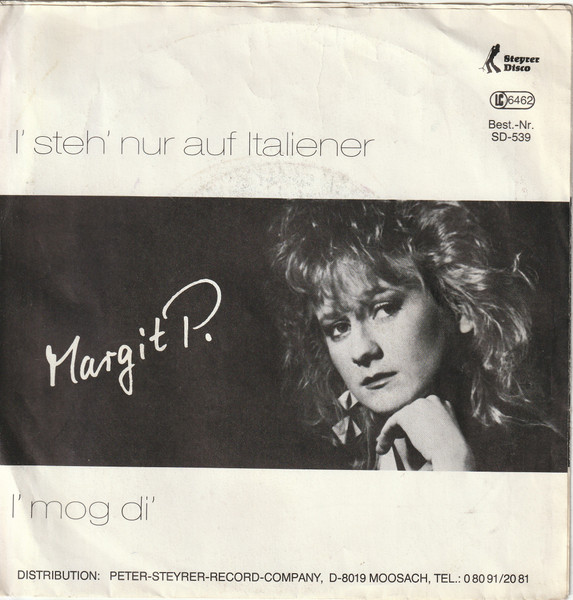 Steyrer
Disco
LC 6462
Best.-Nr.
SD-539
I' steh' nur auf Italiener
Margit P.
I' mog di'
DISTRIBUTION: PETER-STEYRER-RECORD-COMPANY, D-8019 MOOSACH, TEL.: 0 80 91/20 81